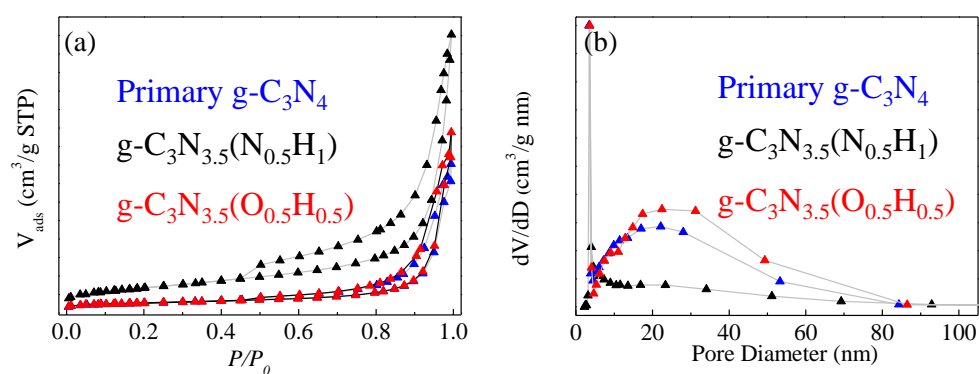 (a)
Primary g-C₃N₄
g-C₃N₃.₅(N₀.₅H₁)
g-C₃N₃.₅(O₀.₅H₀.₅)
V_ads (cm³/g STP)
0.0 0.2 0.4 0.6 0.8 1.0
P/P₀
(b)
Primary g-C₃N₄
g-C₃N₃.₅(N₀.₅H₁)
g-C₃N₃.₅(O₀.₅H₀.₅)
dV/dD (cm³/g nm)
0 20 40 60 80 100
Pore Diameter (nm)